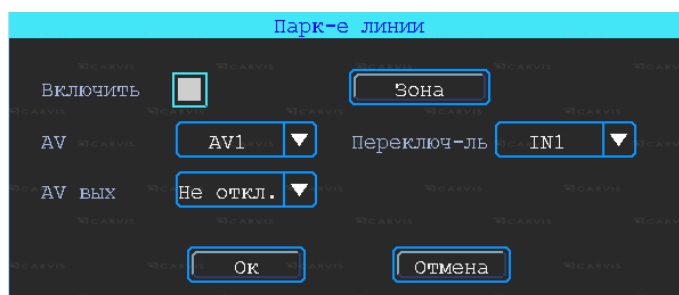 Парк-е линии
Включить Зона
AV AV1 Переключ-ль IN1
AV вых Не откл.
Ок Отмена